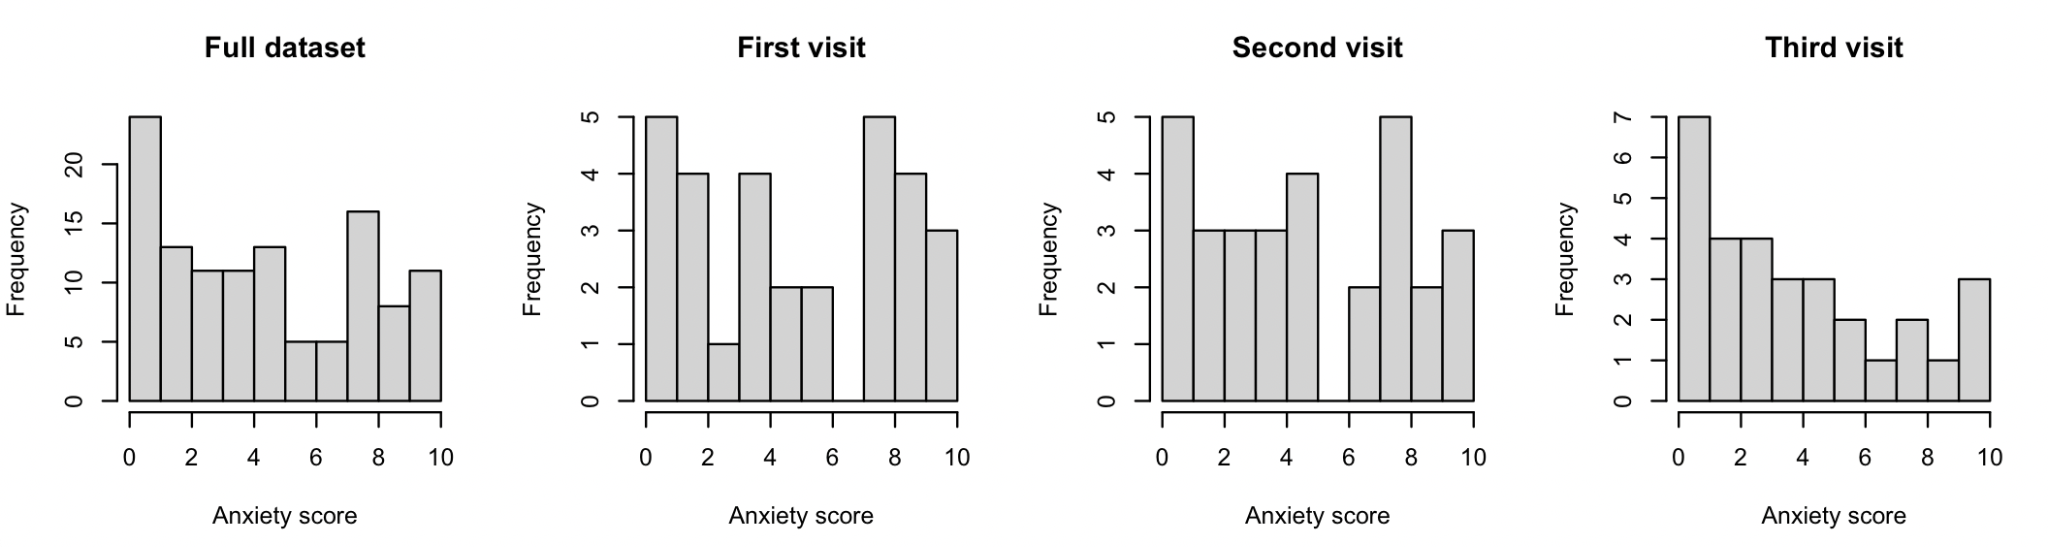 Full dataset
Frequency
20
15
10
5
0
0 2 4 6 8 10
Anxiety score
First visit
Frequency
5
4
3
2
1
0
0 2 4 6 8 10
Anxiety score
Second visit
Frequency
5
4
3
2
1
0
0 2 4 6 8 10
Anxiety score
Third visit
Frequency
7
6
5
4
3
2
1
0
0 2 4 6 8 10
Anxiety score